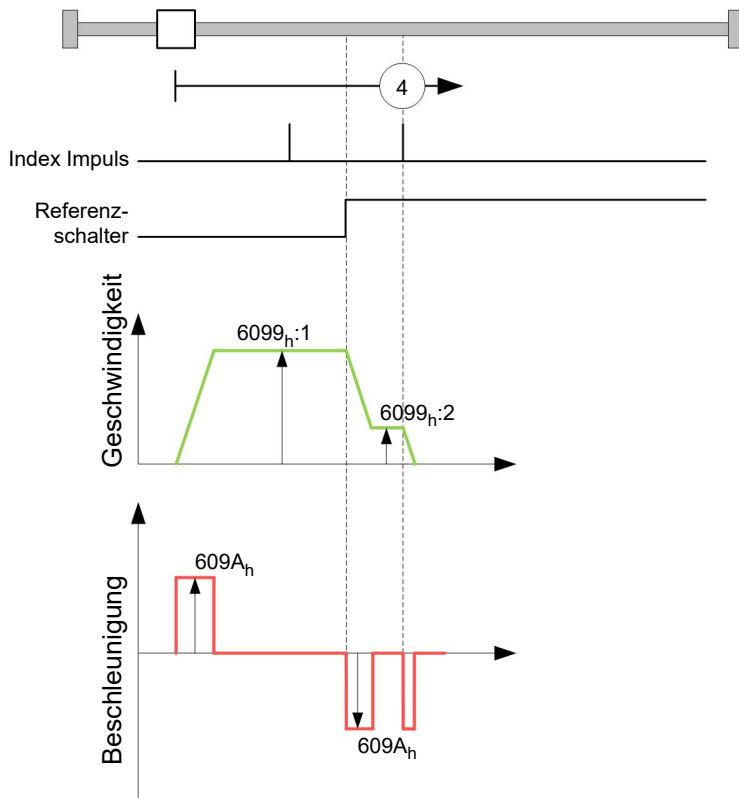 4
Index Impuls
Referenz-
schalter
Geschwindigkeit
6099h:1
6099h:2
Beschleunigung
609Ah
609Ah